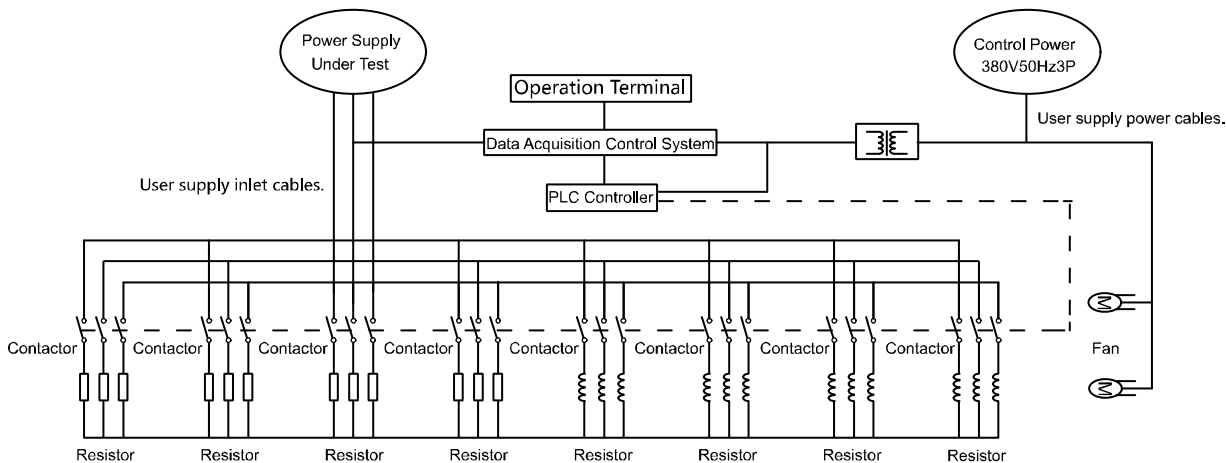 Power Supply
Under Test
Control Power
380V50Hz3P
Operation Terminal
User supply power cables.
Data Acquisition Control System
User supply inlet cables.
PLC Controller
Contactor
Contactor
Contactor
Contactor
Contactor
Contactor
Contactor
Contactor
M
Fan
M
Resistor
Resistor
Resistor
Resistor
Resistor
Resistor
Resistor
Resistor